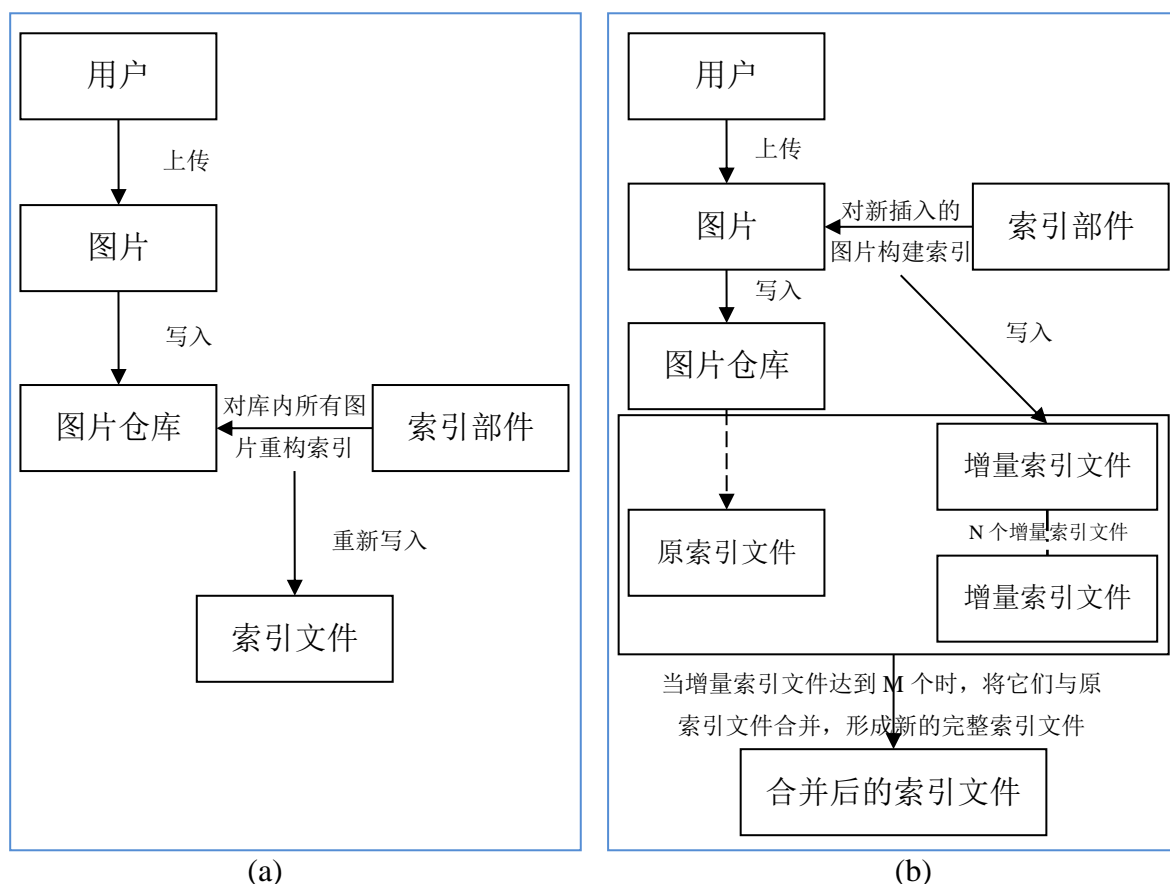 用户
上传
图片
写入
图片仓库
对库内所有图
片重构索引
索引部件
重新写入
索引文件
(a)
用户
上传
图片
对新插入的
图片构建索引
索引部件
写入
写入
图片仓库
增量索引文件
N 个增量索引文件
原索引文件
增量索引文件
当增量索引文件达到 M 个时，将它们与原
索引文件合并，形成新的完整索引文件
合并后的索引文件
(b)